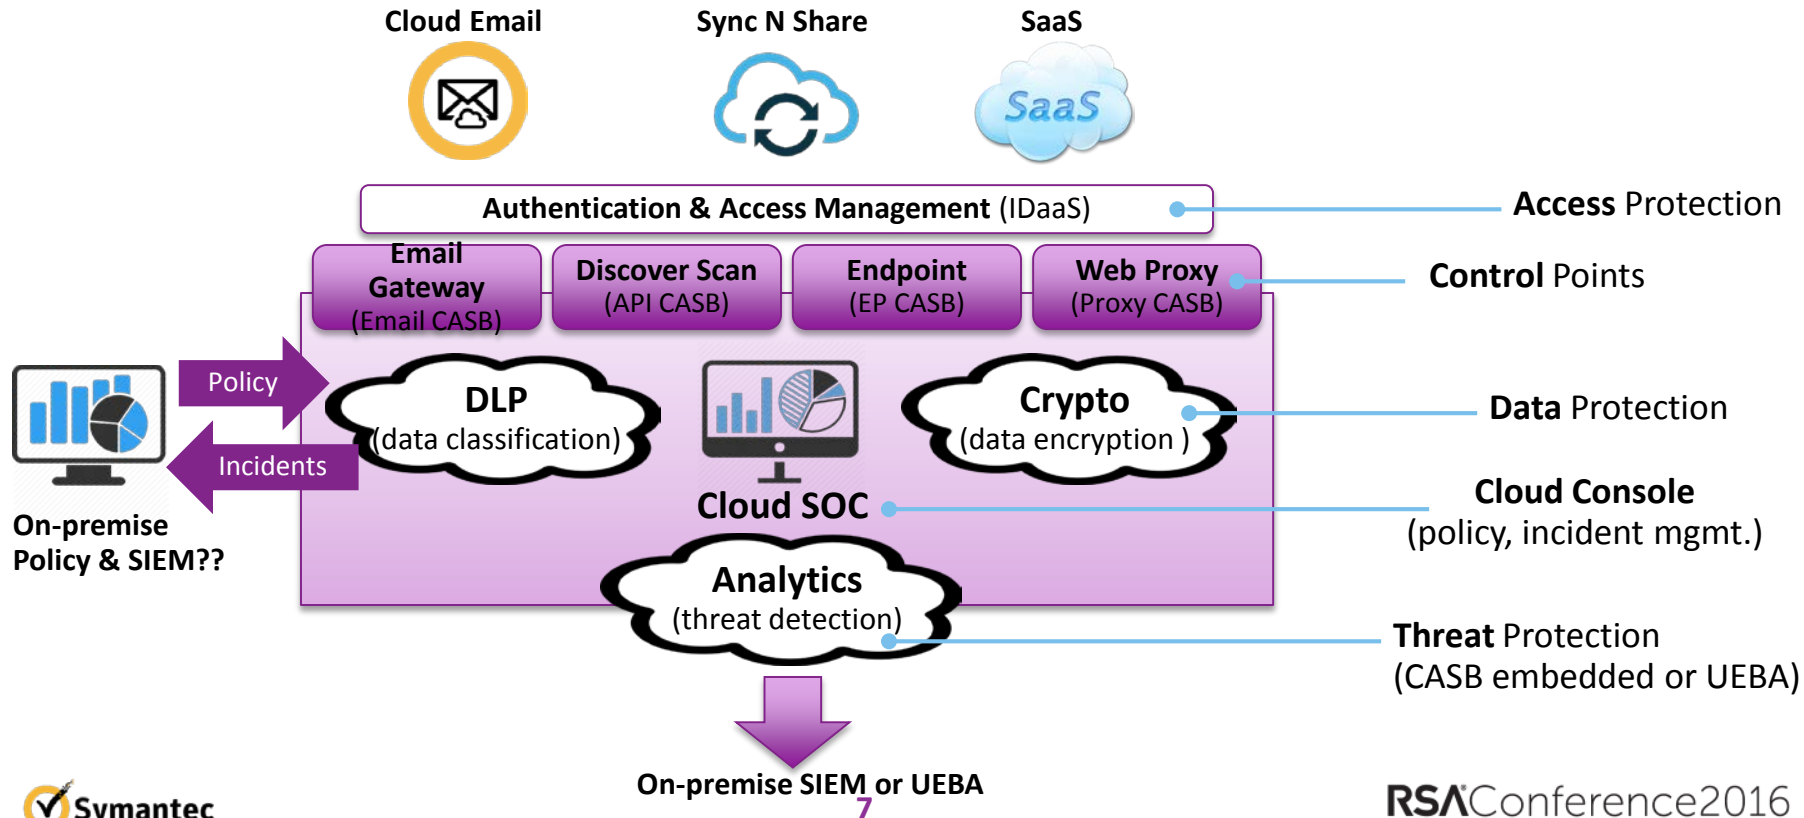 Cloud Email
Sync N Share
SaaS
SaaS
Authentication & Access Management (IDaaS)
Access Protection
Email
Gateway
(Email CASB)
Discover Scan
(API CASB)
Endpoint
(EP CASB)
Web Proxy
(Proxy CASB)
Control Points
Policy
Incidents
On-premise
Policy & SIEM??
DLP
(data classification)
Cloud SOC
Crypto
(data encryption )
Data Protection
Cloud Console
(policy, incident mgmt.)
Analytics
(threat detection)
Threat Protection
(CASB embedded or UEBA)
On-premise SIEM or UEBA
7
Symantec
RSAConference2016